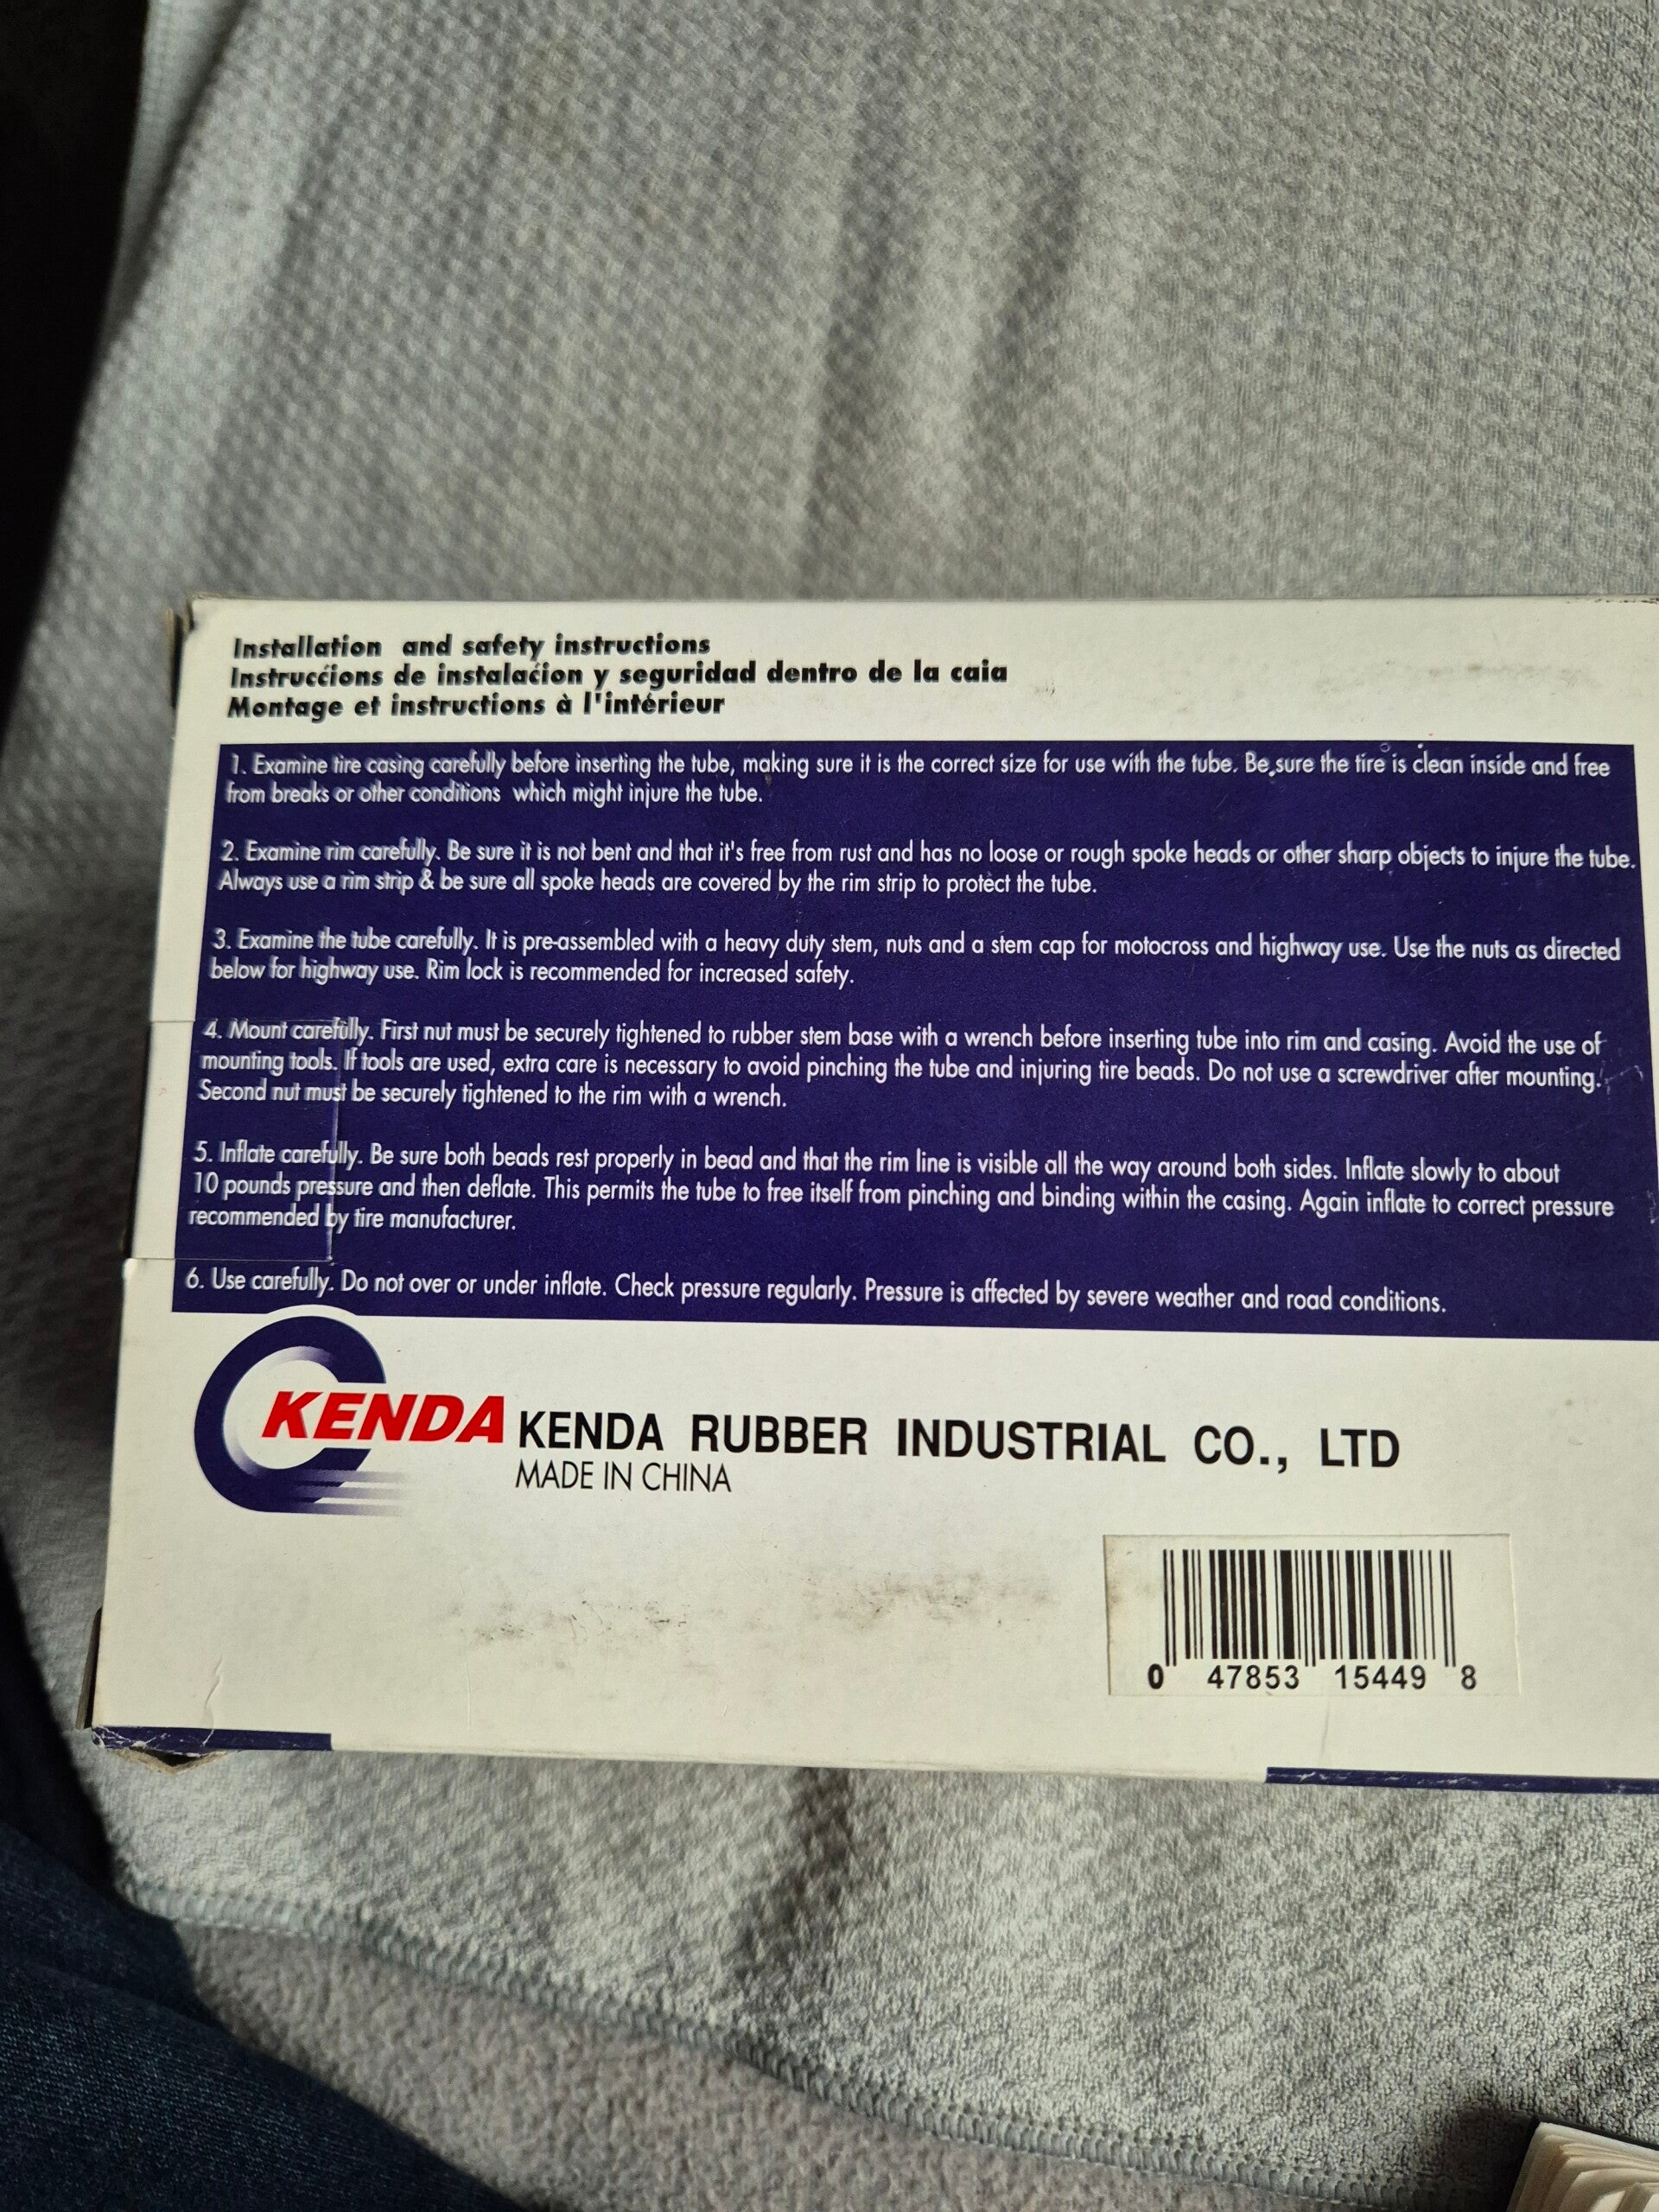 Installation and safety instructions
Instrucćions de instalaćion y seguridad dentro de la caia
Montage et instructions à l'intérieur
1. Examine tire casing carefully before inserting the tube, making sure it is the correct size for use with the tube. Be sure the tire is clean inside and free
from breaks or other conditions which might injure the tube.
2. Examine rim carefully. Be sure it is not bent and that it's free from rust and has no loose or rough spoke heads or other sharp objects to injure the tube.
Always use a rim strip & be sure all spoke heads are covered by the rim strip to protect the tube.
3. Examine the tube carefully. It is pre-assembled with a heavy duty stem, nuts and a stem cap for motocross and highway use. Use the nuts as directed
below for highway use. Rim lock is recommended for increased safety.
4. Mount carefully. First nut must be securely tightened to rubber stem base with a wrench before inserting tube into rim and casing. Avoid the use of
mounting tools. If tools are used, extra care is necessary to avoid pinching the tube and injuring tire beads. Do not use a screwdriver after mounting.
Second nut must be securely tightened to the rim with a wrench.
5. Inflate carefully. Be sure both beads rest properly in bead and that the rim line is visible all the way around both sides. Inflate slowly to about
10 pounds pressure and then deflate. This permits the tube to free itself from pinching and binding within the casing. Again inflate to correct pressure
recommended by tire manufacturer.
6. Use carefully. Do not over or under inflate. Check pressure regularly. Pressure is affected by severe weather and road conditions.
KENDA KENDA RUBBER INDUSTRIAL CO., LTD
MADE IN CHINA
0 47853 15449 8